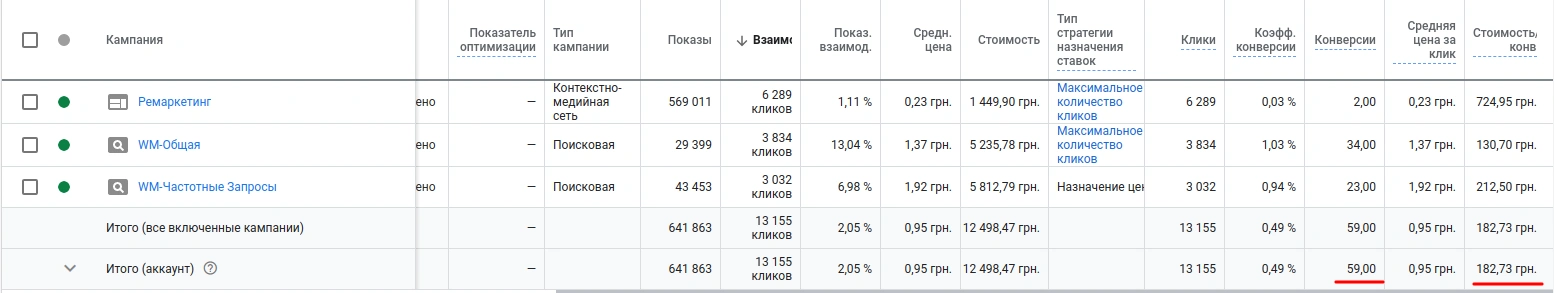 Кампания
Показатель
оптимизации
Тип
кампании
Показы
Взаимо
Показ.
взаимод.
Средн.
цена
Стоимость
Тип
стратегии
назначения
ставок
Клики
Коэфф.
конверсии
Конверсии
Средняя
цена за
клик
Стоимость/
конв
Ремаркетинг
ено
—
Контекстно-
медийная
сеть
569 011
6 289
кликов
1,11 %
0,23 грн.
1 449,90 грн.
Максимальное
количество
кликов
6 289
0,03 %
2,00
0,23 грн.
724,95 грн.
WM-Общая
ено
—
Поисковая
29 399
3 834
кликов
13,04 %
1,37 грн.
5 235,78 грн.
Максимальное
количество
кликов
3 834
1,03 %
34,00
1,37 грн.
130,70 грн.
WM-Частотные Запросы
ено
—
Поисковая
43 453
3 032
кликов
6,98 %
1,92 грн.
5 812,79 грн.
Назначение цен
3 032
0,94 %
23,00
1,92 грн.
212,50 грн.
Итого (все включенные кампании)
—
641 863
13 155
кликов
2,05 %
0,95 грн.
12 498,47 грн.
13 155
0,49 %
59,00
0,95 грн.
182,73 грн.
Итого (аккаунт) ?
—
641 863
13 155
кликов
2,05 %
0,95 грн.
12 498,47 грн.
13 155
0,49 %
59,00
0,95 грн.
182,73 грн.